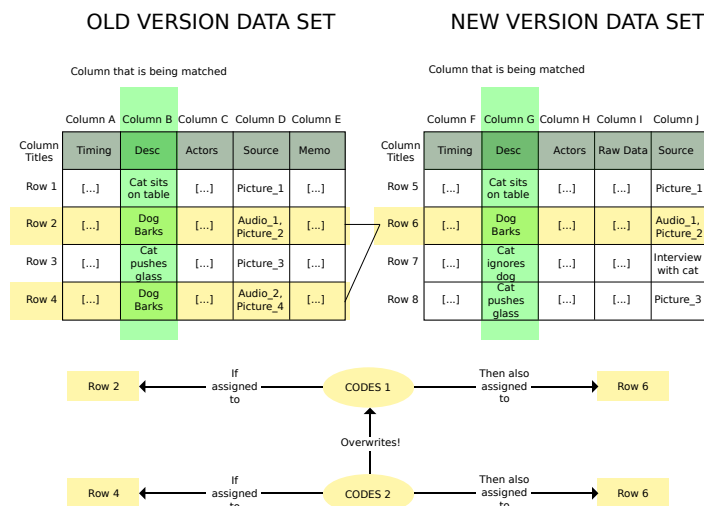 OLD VERSION DATA SET
NEW VERSION DATA SET
Column that is being matched
Column that is being matched
Column A Column B Column C Column D Column E
Column F Column G Column H Column I Column J
Column
Titles
Timing
Desc
Actors
Source
Memo
Column
Titles
Timing
Desc
Actors
Raw Data
Source
Row 1
[...]
Cat sits
on table
[...]
Picture_1
[...]
Row 5
[...]
Cat sits
on table
[...]
[...]
Picture_1
Row 2
[...]
Dog
Barks
[...]
Audio_1,
Picture_2
[...]
Row 6
[...]
Dog
Barks
[...]
[...]
Audio_1,
Picture_2
Row 3
[...]
Cat
pushes
glass
[...]
Picture_3
[...]
Row 7
[...]
Cat
ignores
dog
[...]
[...]
Interview
with cat
Row 4
[...]
Dog
Barks
[...]
Audio_2,
Picture_4
[...]
Row 8
[...]
Cat
pushes
glass
[...]
[...]
Picture_3
Row 2
If
assigned
to
CODES 1
Then also
assigned
to
Row 6
Overwrites!
Row 4
If
assigned
to
CODES 2
Then also
assigned
to
Row 6